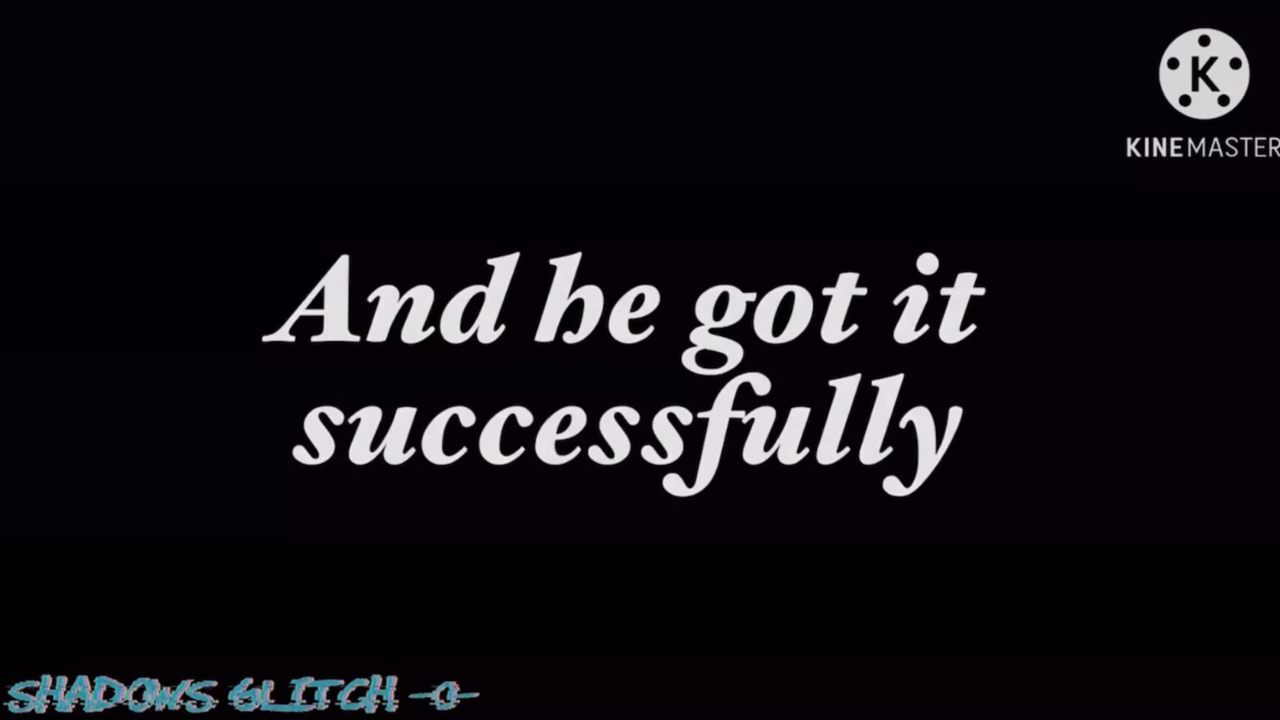 K
KINEMASTER
And he got it
successfully
SHADOWS GLITCH -0-